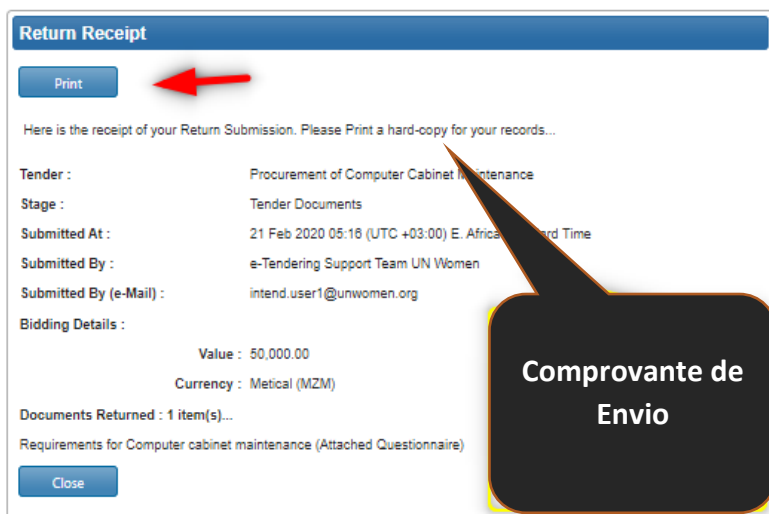 Return Receipt
Print
Here is the receipt of your Return Submission. Please Print a hard-copy for your records...
Tender : Procurement of Computer Cabinet Maintenance
Stage : Tender Documents
Submitted At : 21 Feb 2020 05:16 (UTC +03:00) E. Africa rd Time
Submitted By : e-Tendering Support Team UN Women
Submitted By (e-Mail) : intend.user1@unwomen.org
Bidding Details :
Value : 50,000.00
Currency : Metical (MZM)
Documents Returned : 1 item(s)...
Requirements for Computer cabinet maintenance (Attached Questionnaire)
Close
Comprovante de
Envio